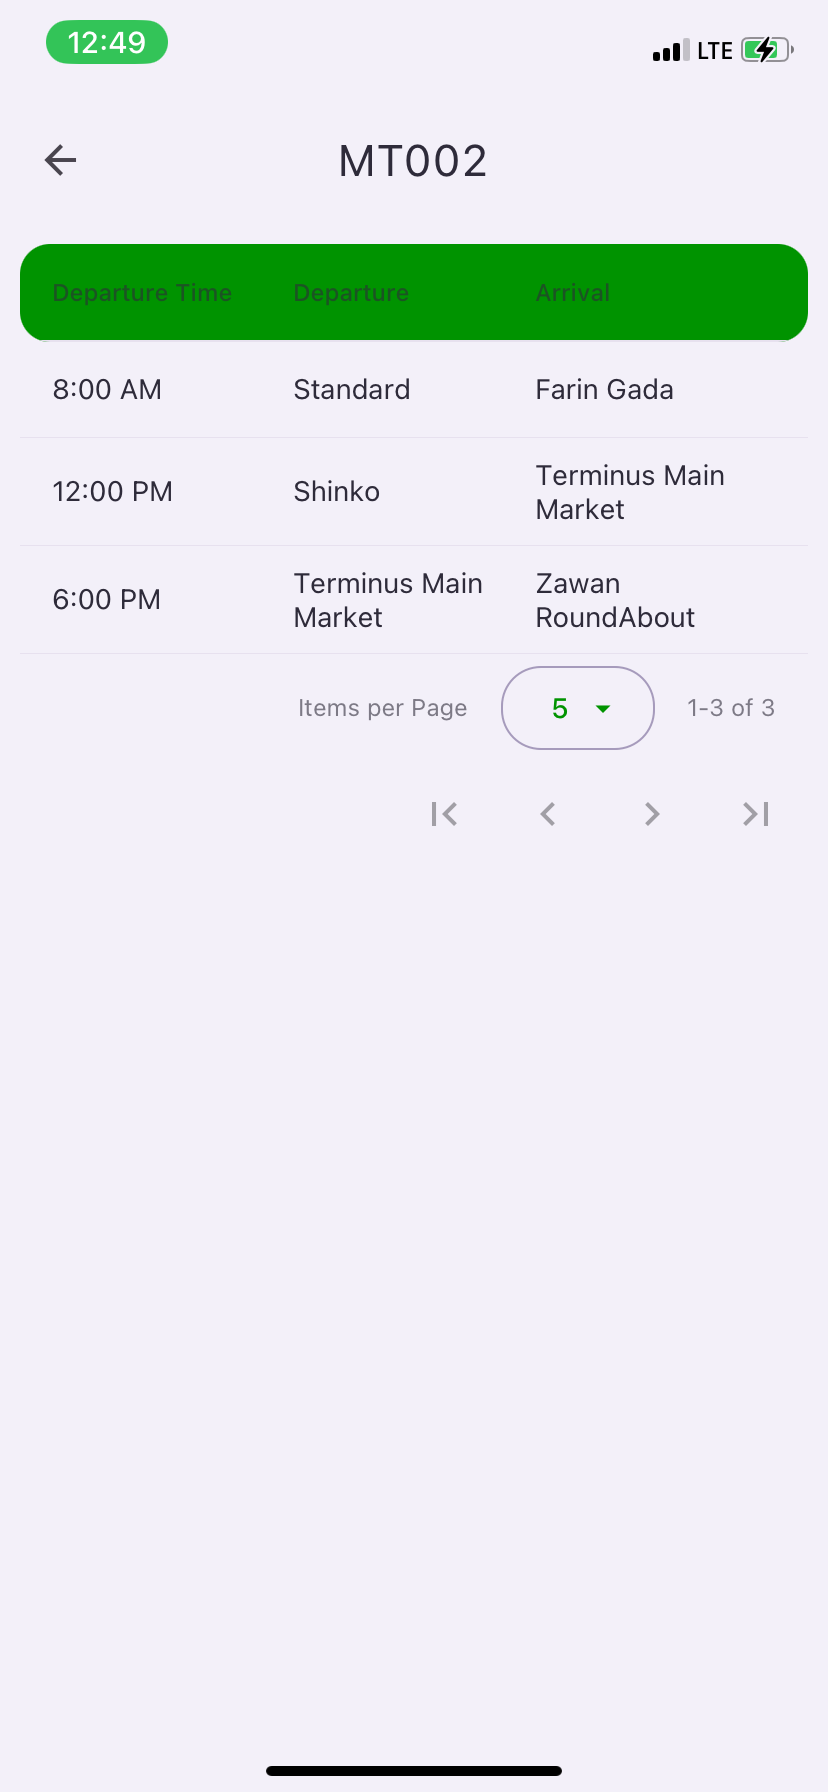 12:49 LTE
MT002
Departure Time Departure Arrival
8:00 AM Standard Farin Gada
12:00 PM Shinko Terminus Main
Market
6:00 PM Terminus Main Zawan
Market RoundAbout
Items per Page 5 1-3 of 3